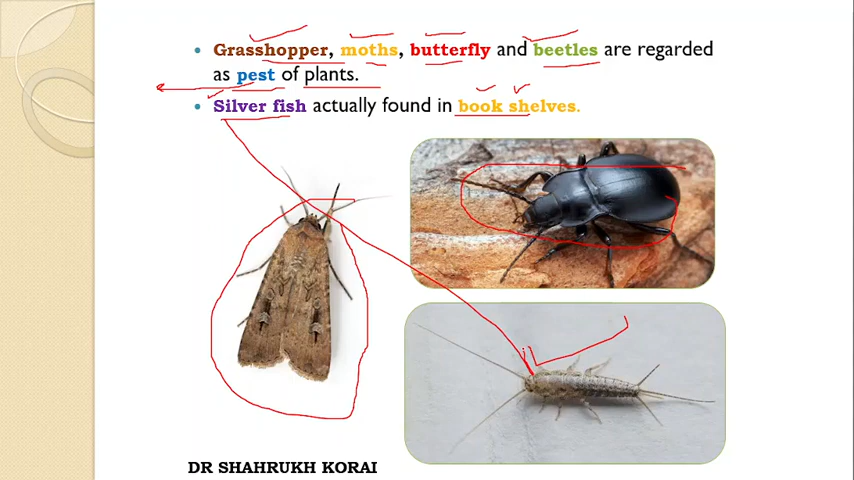 Grasshopper, moths, butterfly and beetles are regarded
as pest of plants.
Silver fish actually found in book shelves.
DR SHAHRUKH KORAI